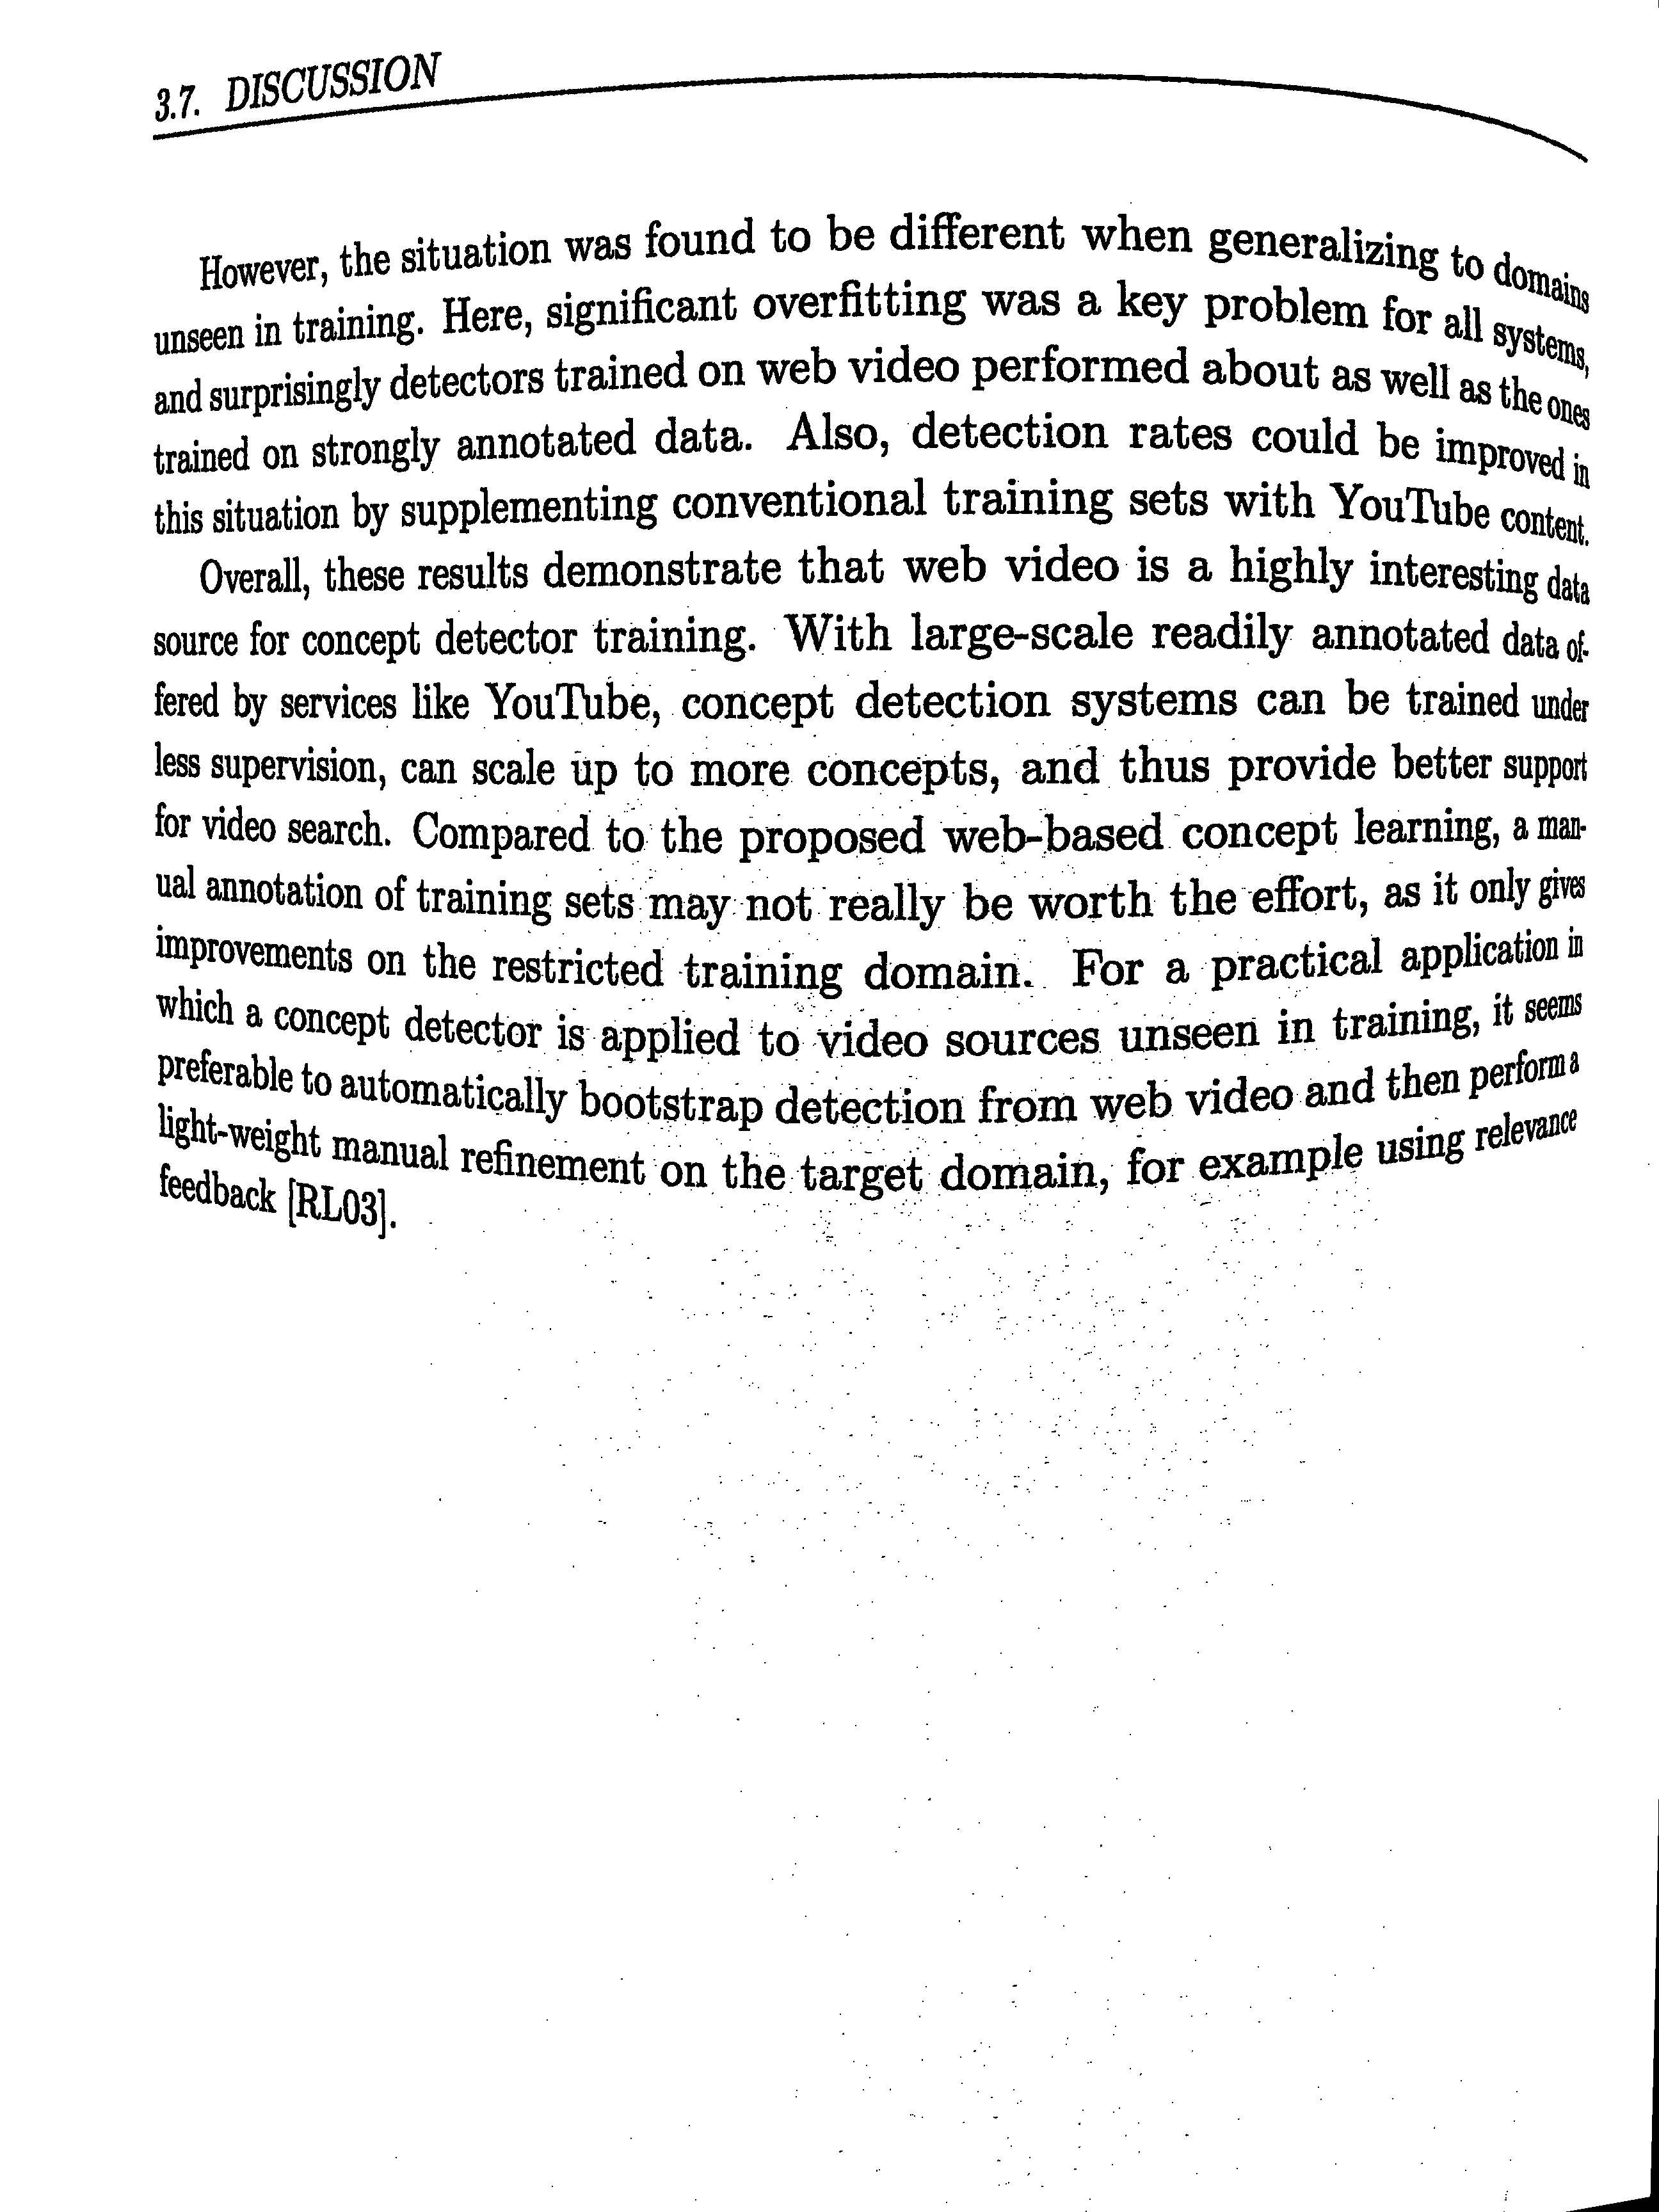 3.7. DISCUSSION
However, the situation was found to be different when generalizing to domains
unseen in training. Here, significant overfitting was a key problem for all systems,
and surprisingly detectors trained on web video performed about as well as the ones
trained on strongly annotated data. Also, detection rates could be improved in
this situation by supplementing conventional training sets with YouTube content.
Overall, these results demonstrate that web video is a highly interesting data
source for concept detector training. With large-scale readily annotated data of-
fered by services like YouTube, concept detection systems can be trained under
less supervision, can scale up to more concepts, and thus provide better support
for video search. Compared to the proposed web-based concept learning, a man-
ual annotation of training sets may not really be worth the effort, as it only gives
improvements on the restricted training domain. For a practical application in
which a concept detector is applied to video sources unseen in training, it seems
preferable to automatically bootstrap detection from web video and then perform a
light-weight manual refinement on the target domain, for example using relevance
feedback [RL03].